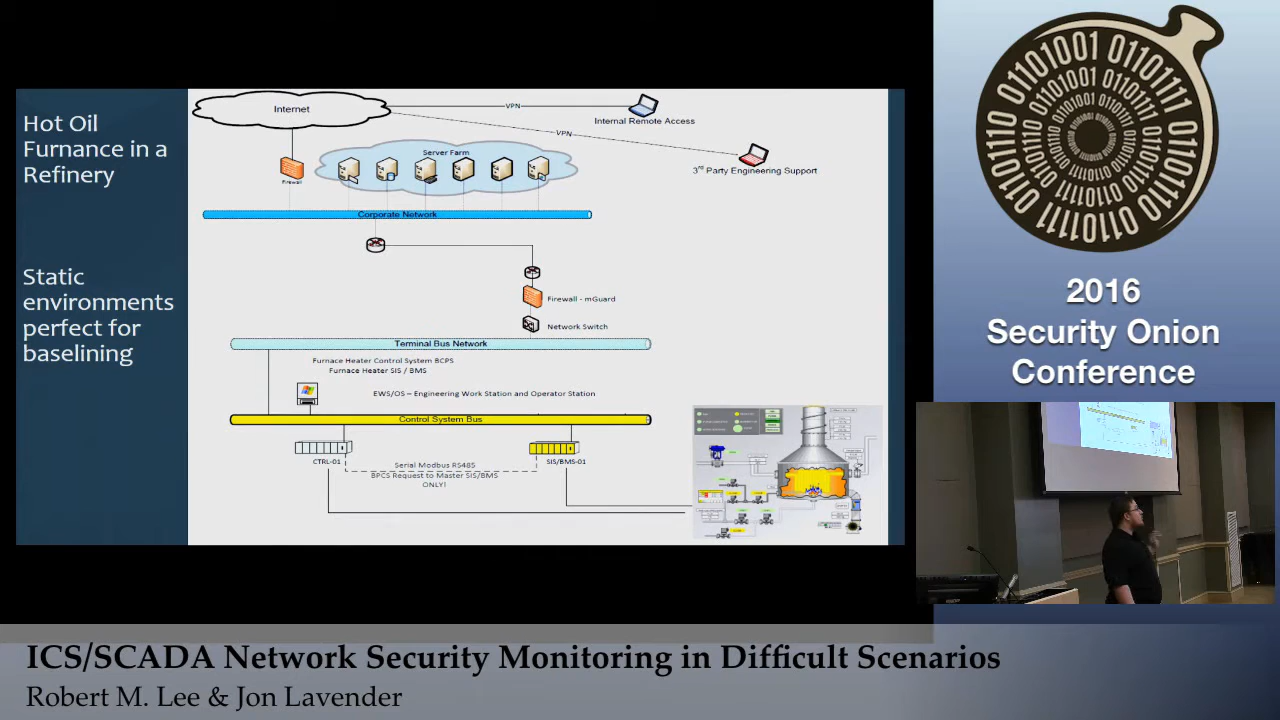 Hot Oil
Furnance in a
Refinery
Static
environments
perfect for
baselining
Internet
VPN
Internal Remote Access
VPN
3rd Party Engineering Support
Server Farm
Firewall
Corporate Network
Firewall - mGuard
Network Switch
Terminal Bus Network
Furnace Heater Control System BCPS
Furnace Heater SIS / BMS
EWS/OS – Engineering Work Station and Operator Station
Control System Bus
CTRL-01
SIS/BMS-01
Serial Modbus RS485
BPCS Request to Master SIS/BMS
ONLY!
0101001 0110101
2016
Security Onion
Conference
ICS/SCADA Network Security Monitoring in Difficult Scenarios
Robert M. Lee & Jon Lavender